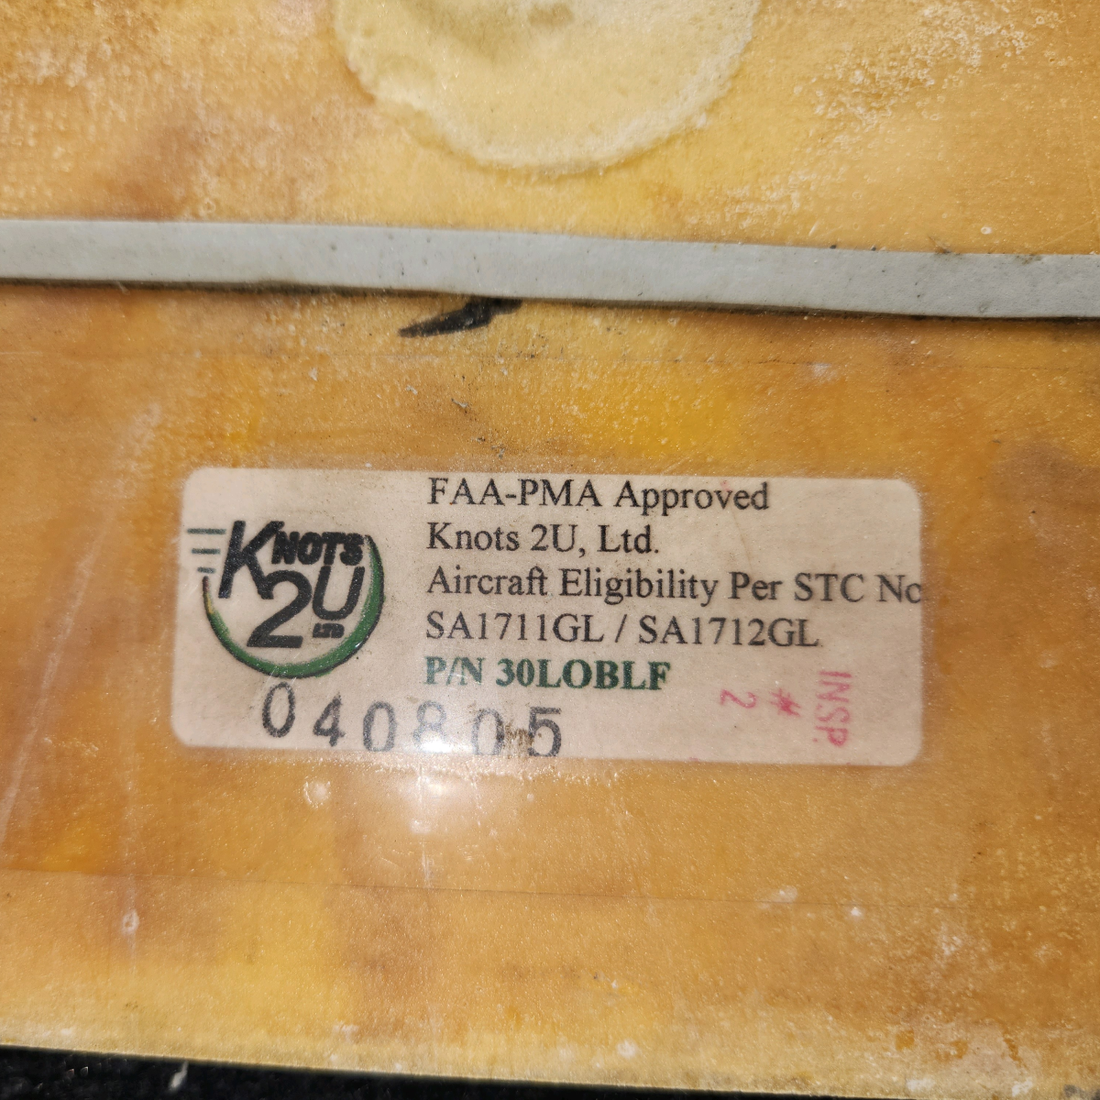 KNOTS
2U
LTD
FAA-PMA Approved
Knots 2U, Ltd.
Aircraft Eligibility Per STC No
SA1711GL / SA1712GL
P/N 30LOBLF
040805
INSP.
#
2